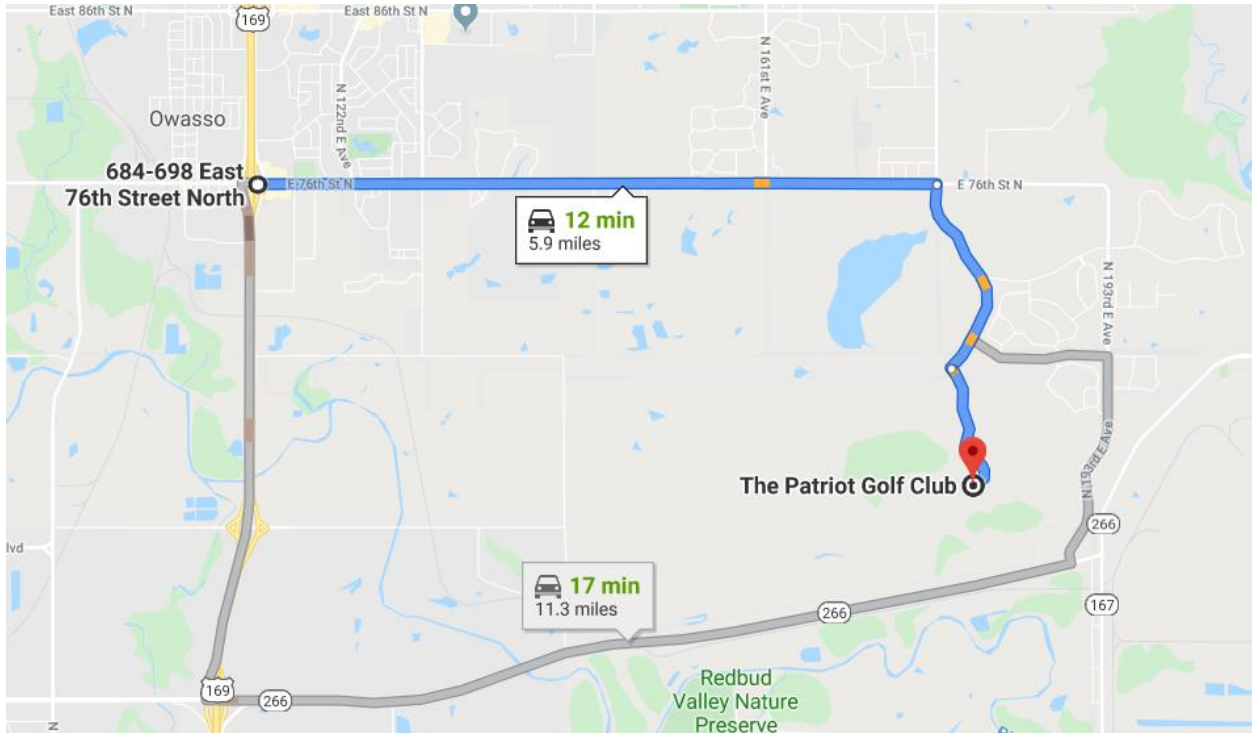 East 86th St N
East 86th St N
169
N 161st E Ave
N 122nd E Ave
Owasso
684-698 East
76th Street North
E 76th St N
E 76th St N
12 min
5.9 miles
N 193rd E Ave
The Patriot Golf Club
N 193rd E Ave
266
lvd
17 min
11.3 miles
266
167
169
266
Redbud
Valley Nature
Preserve
N